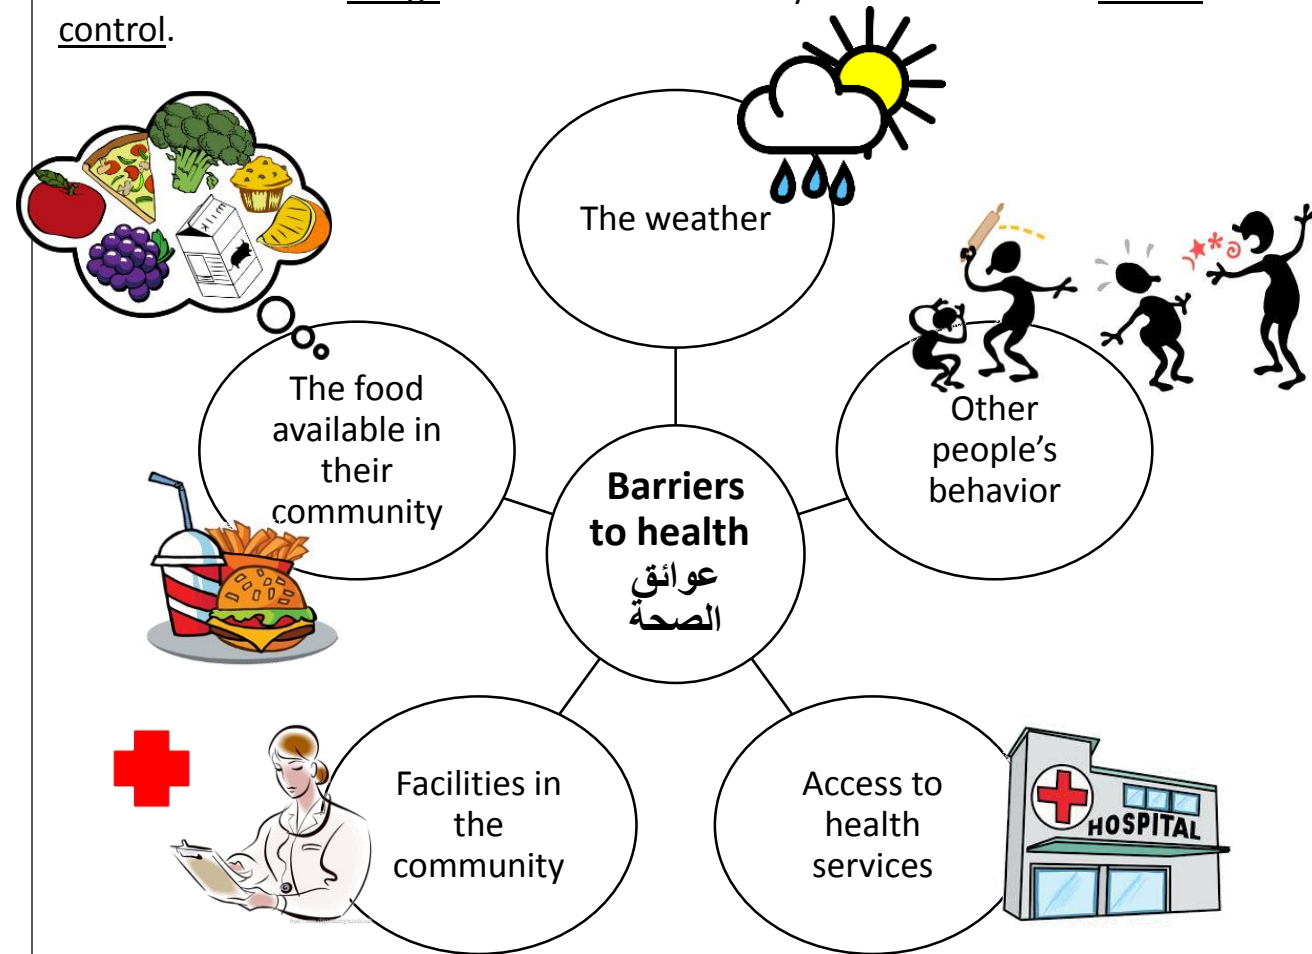 control.
The weather
The food
available in
their
community
Other
people's
behavior
Barriers
to health
عوائق
الصحة
Facilities in
the
community
Access to
health
services
HOSPITAL